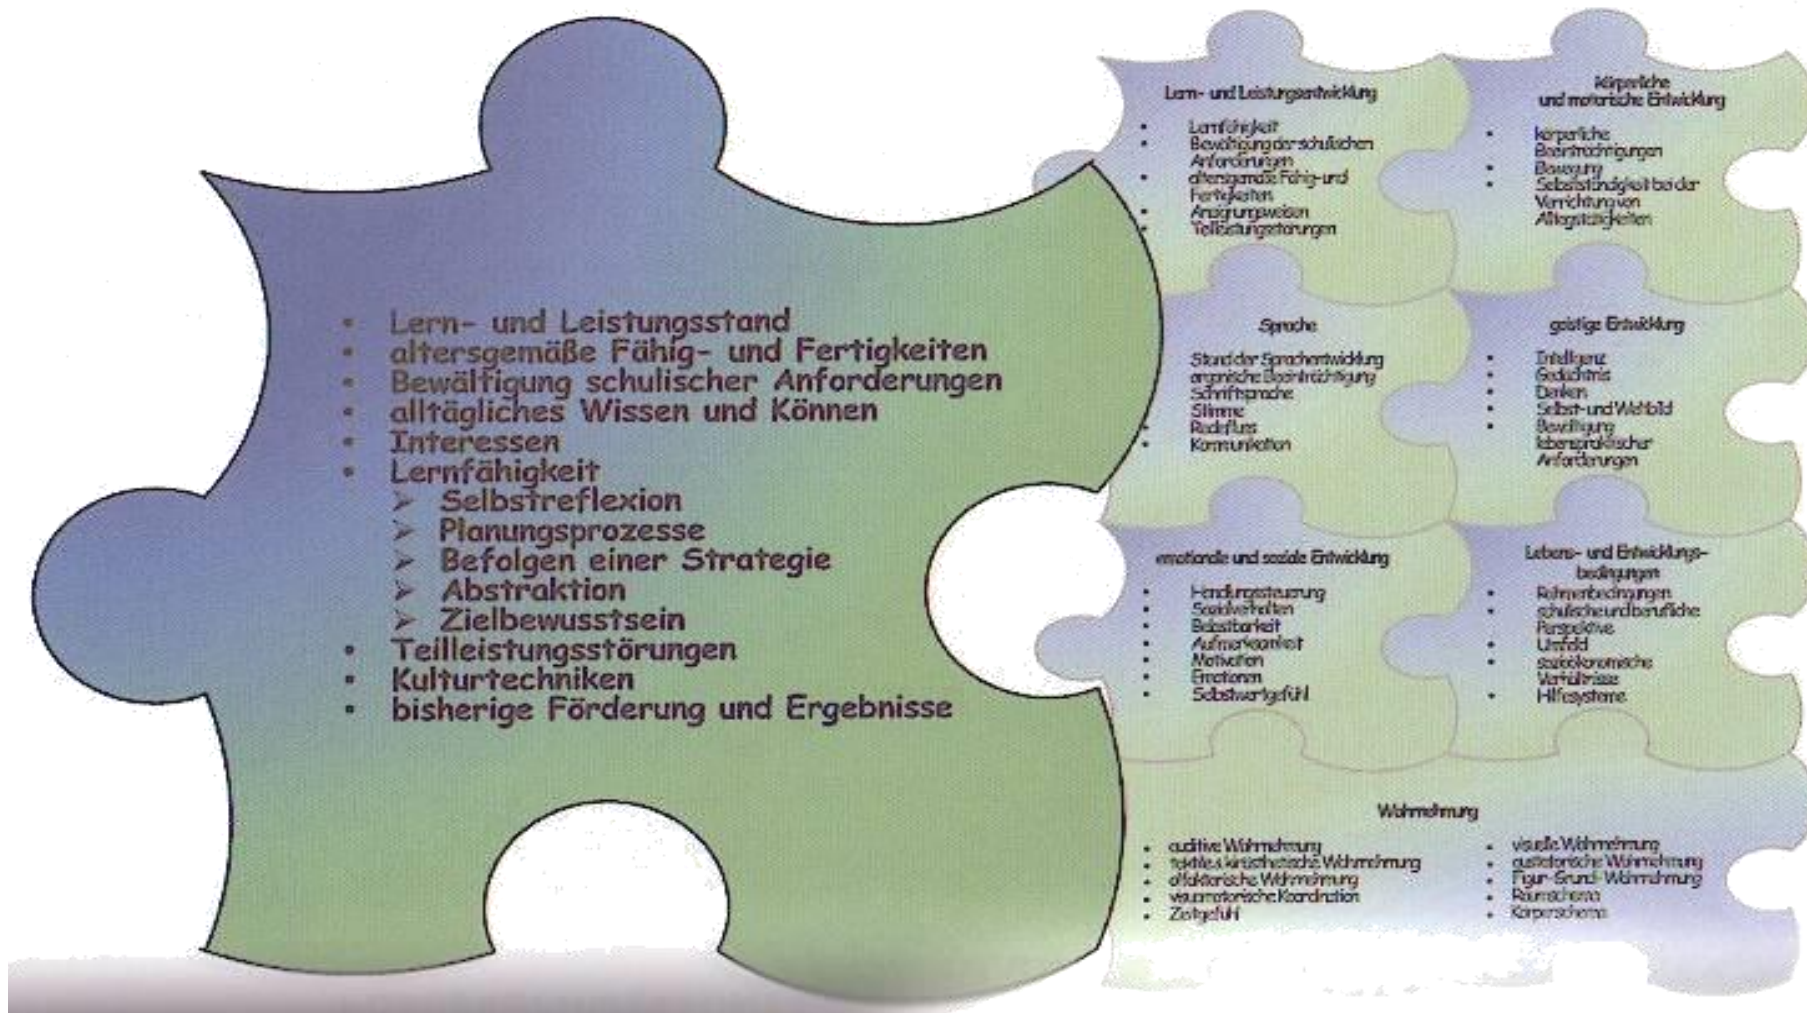 • Lern- und Leistungsstand
• altersgemäße Fähig- und Fertigkeiten
• Bewältigung schulischer Anforderungen
• alltägliches Wissen und Können
• Interessen
• Lernfähigkeit
➢ Selbstreflexion
➢ Planungsprozesse
➢ Befolgen einer Strategie
➢ Abstraktion
➢ Zielbewusstsein
• Teilleistungsstörungen
• Kulturtechniken
• bisherige Förderung und Ergebnisse
Lern- und Leistungsentwicklung
• Lernfähigkeit
• Bewältigung der schulischen
Anforderungen
• altersgemäße Fähig- und
Fertigkeiten
• Aneignungsweisen
• Teilleistungsstörungen
körperliche
und motorische Entwicklung
• körperliche
Beeinträchtigungen
• Bewegung
• Selbstständigkeit bei der
Verrichtung von
Alltagstätigkeiten
Sprache
Stand der Sprachentwicklung
organische Beeinträchtigung
Schriftsprache
Stimme
• Redefluss
• Kommunikation
geistige Entwicklung
• Intelligenz
• Gedächtnis
• Denken
• Selbst- und Weltbild
• Bewältigung
lebenspraktischer
Anforderungen
emotionale und soziale Entwicklung
• Handlungssteuerung
• Sozialverhalten
• Belastbarkeit
• Aufmerksamkeit
• Motivation
• Emotionen
• Selbstwertgefühl
Lebens- und Entwicklungs-
bedingungen
• Rahmenbedingungen
• schulische und berufliche
Perspektive
• Umfeld
• sozioökonomische
Verhältnisse
• Hilfesysteme
Wahrnehmung
• auditive Wahrnehmung
• taktile & kinästhetische Wahrnehmung
• olfaktorische Wahrnehmung
• visuomotorische Koordination
• Zeitgefühl
• visuelle Wahrnehmung
• gustatorische Wahrnehmung
• Figur-Grund-Wahrnehmung
• Raumschema
• Körperschema